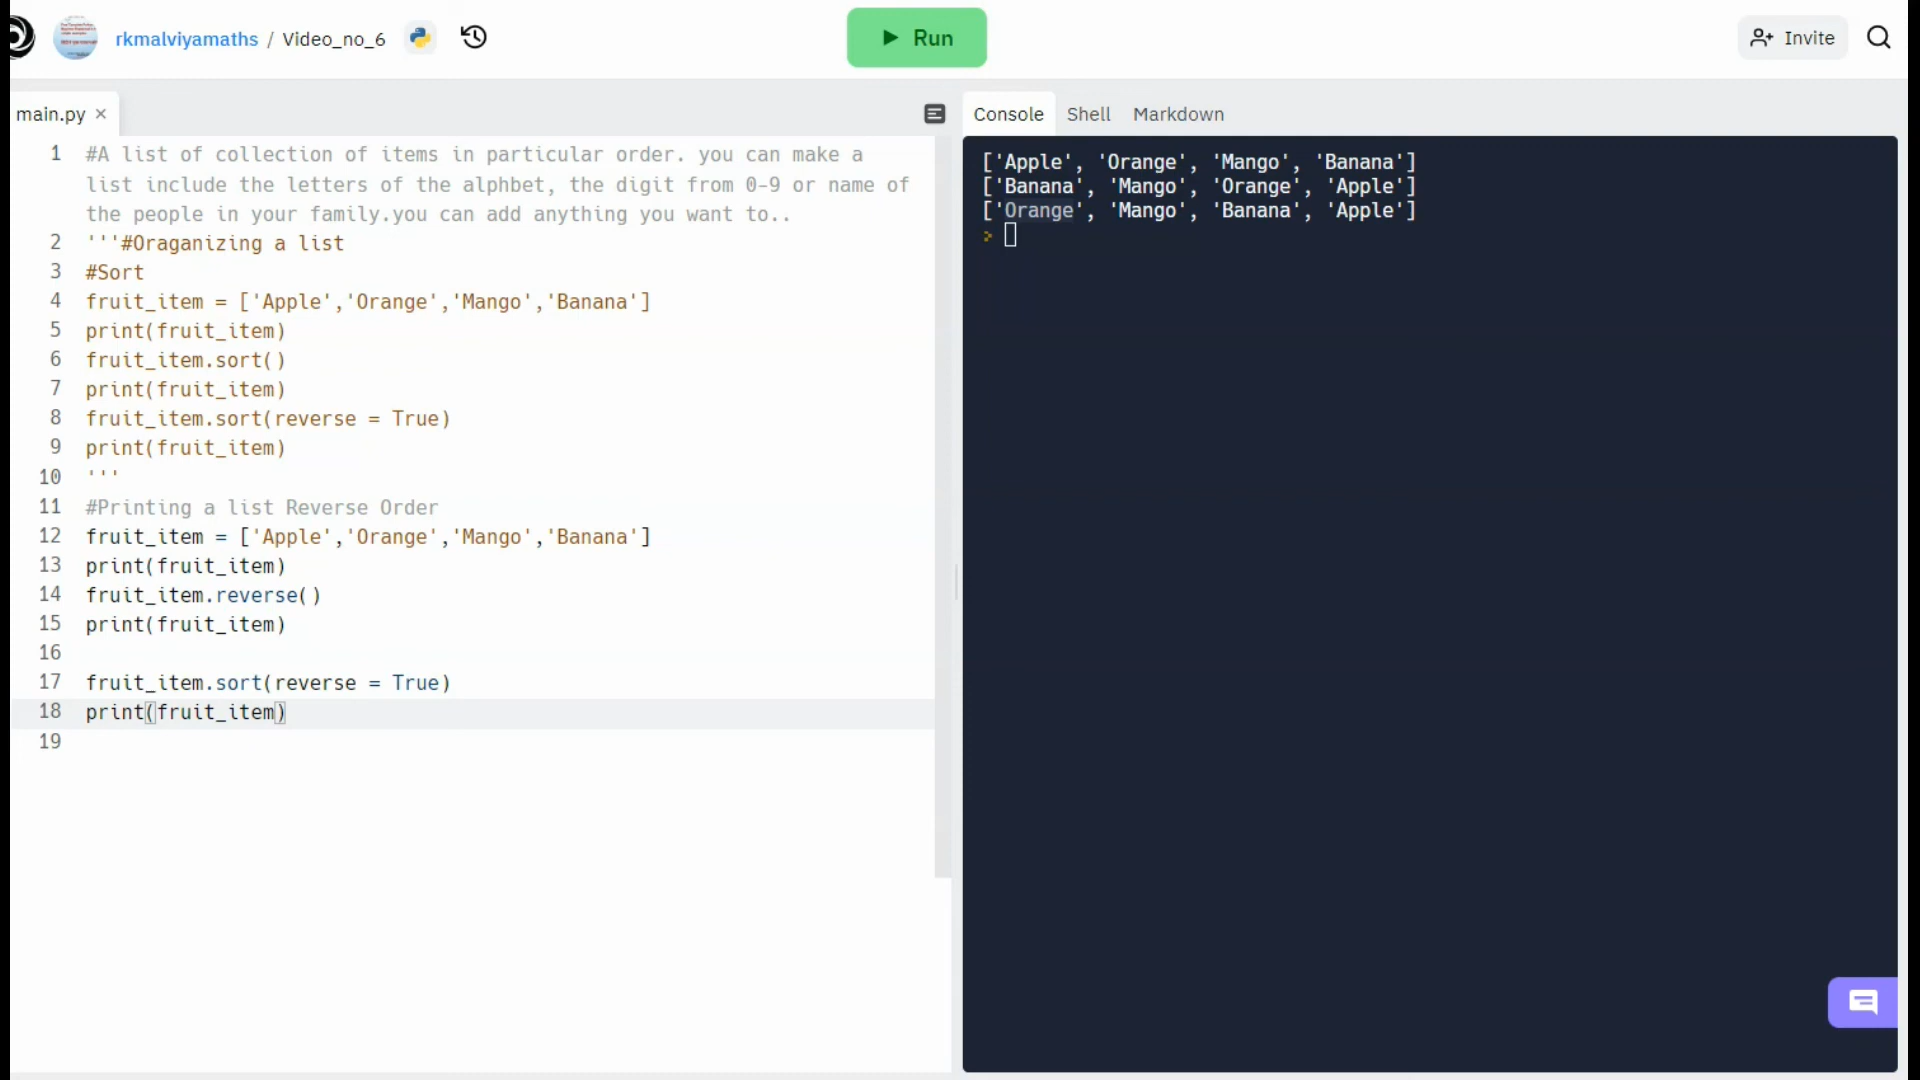 rkmalviyamaths / Video_no_6
Run
Invite
main.py
Console Shell Markdown
1 #A list of collection of items in particular order. you can make a
list include the letters of the alphbet, the digit from 0-9 or name of
the people in your family.you can add anything you want to..
2 '''#Oraganizing a list
3 #Sort
4 fruit_item = ['Apple','Orange','Mango','Banana']
5 print(fruit_item)
6 fruit_item.sort()
7 print(fruit_item)
8 fruit_item.sort(reverse = True)
9 print(fruit_item)
10 '''
11 #Printing a list Reverse Order
12 fruit_item = ['Apple','Orange','Mango','Banana']
13 print(fruit_item)
14 fruit_item.reverse()
15 print(fruit_item)
16
17 fruit_item.sort(reverse = True)
18 print(fruit_item)
19
['Apple', 'Orange', 'Mango', 'Banana']
['Banana', 'Mango', 'Orange', 'Apple']
['Orange', 'Mango', 'Banana', 'Apple']
>